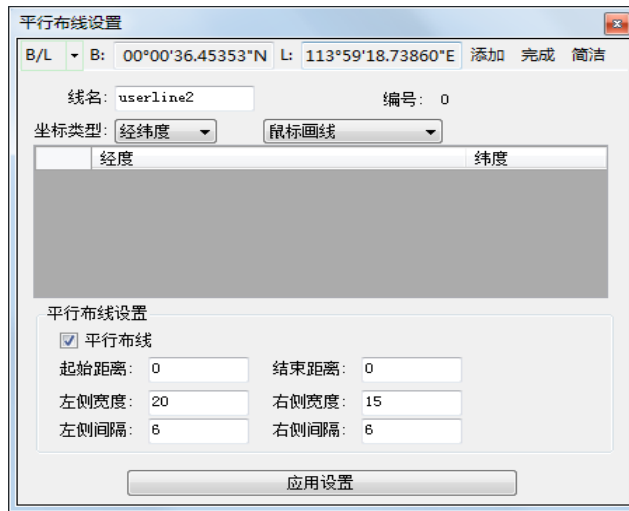 平行布线设置
B/L B: 00°00'36.45353"N L: 113°59'18.73860"E 添加 完成 简洁
线名: userline2 编号: 0
坐标类型: 经纬度 鼠标画线
经度 纬度
平行布线设置
平行布线
起始距离: 0 结束距离: 0
左侧宽度: 20 右侧宽度: 15
左侧间隔: 6 右侧间隔: 6
应用设置